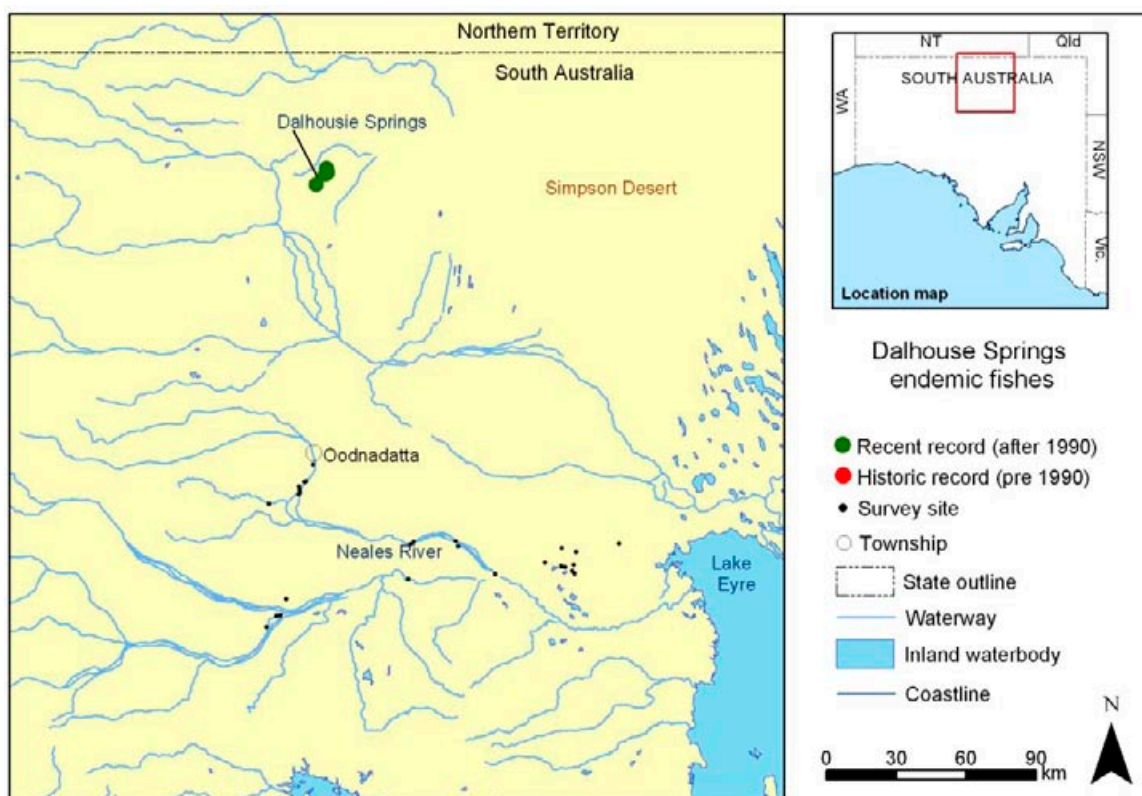 Northern Territory
South Australia
Dalhousie Springs
Simpson Desert
Oodnadatta
Neales River
Lake
Eyre
NT
Qld
SOUTH AUSTRALIA
WA
NSW
Vic.
Location map
Dalhouse Springs
endemic fishes
Recent record (after 1990)
Historic record (pre 1990)
Survey site
Township
State outline
Waterway
Inland waterbody
Coastline
N
0 30 60 90
km